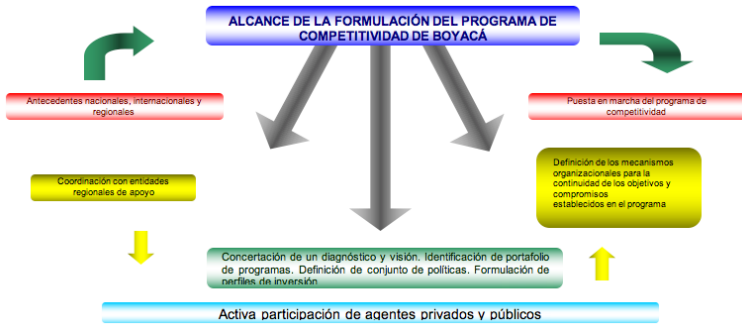 ALCANCE DE LA FORMULACIÓN DEL PROGRAMA DE
COMPETITIVIDAD DE BOYACÁ
Antecedentes nacionales, internacionales y
regionales
Puesta en marcha del programa de
competitividad
Coordinación con entidades
regionales de apoyo
Definición de los mecanismos
organizacionales para la
continuidad de los objetivos y
compromisos
establecidos en el programa
Concertación de un diagnóstico y visión. Identificación de portafolio
de programas. Definición de conjunto de políticas. Formulación de
perfiles de inversión
Activa participación de agentes privados y públicos